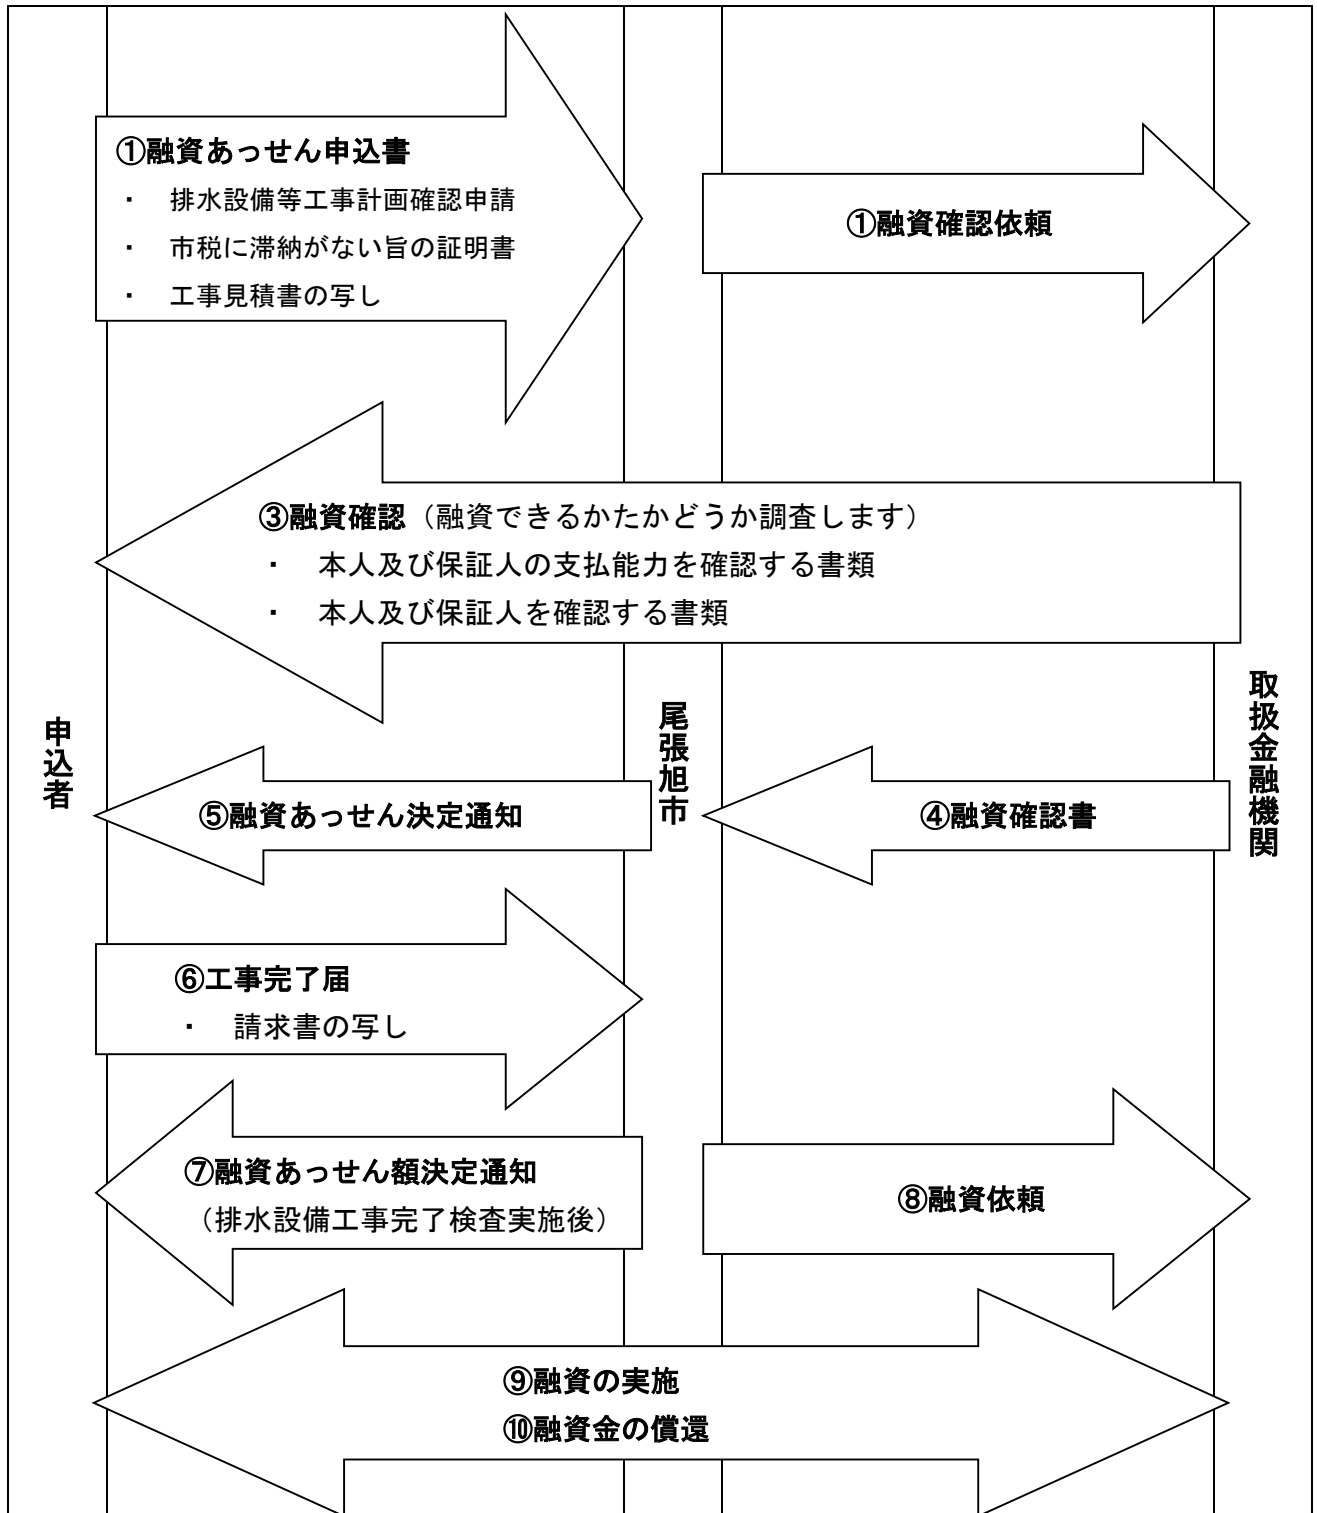 ①融資あっせん申込書
・ 排水設備等工事計画確認申請
・ 市税に滞納がない旨の証明書
・ 工事見積書の写し
①融資確認依頼
③融資確認（融資できるかたかどうか調査します）
・ 本人及び保証人の支払能力を確認する書類
・ 本人及び保証人を確認する書類
申込者
尾張旭市
取扱金融機関
⑤融資あっせん決定通知
④融資確認書
⑥工事完了届
・ 請求書の写し
⑦融資あっせん額決定通知
（排水設備工事完了検査実施後）
⑧融資依頼
⑨融資の実施
⑩融資金の償還